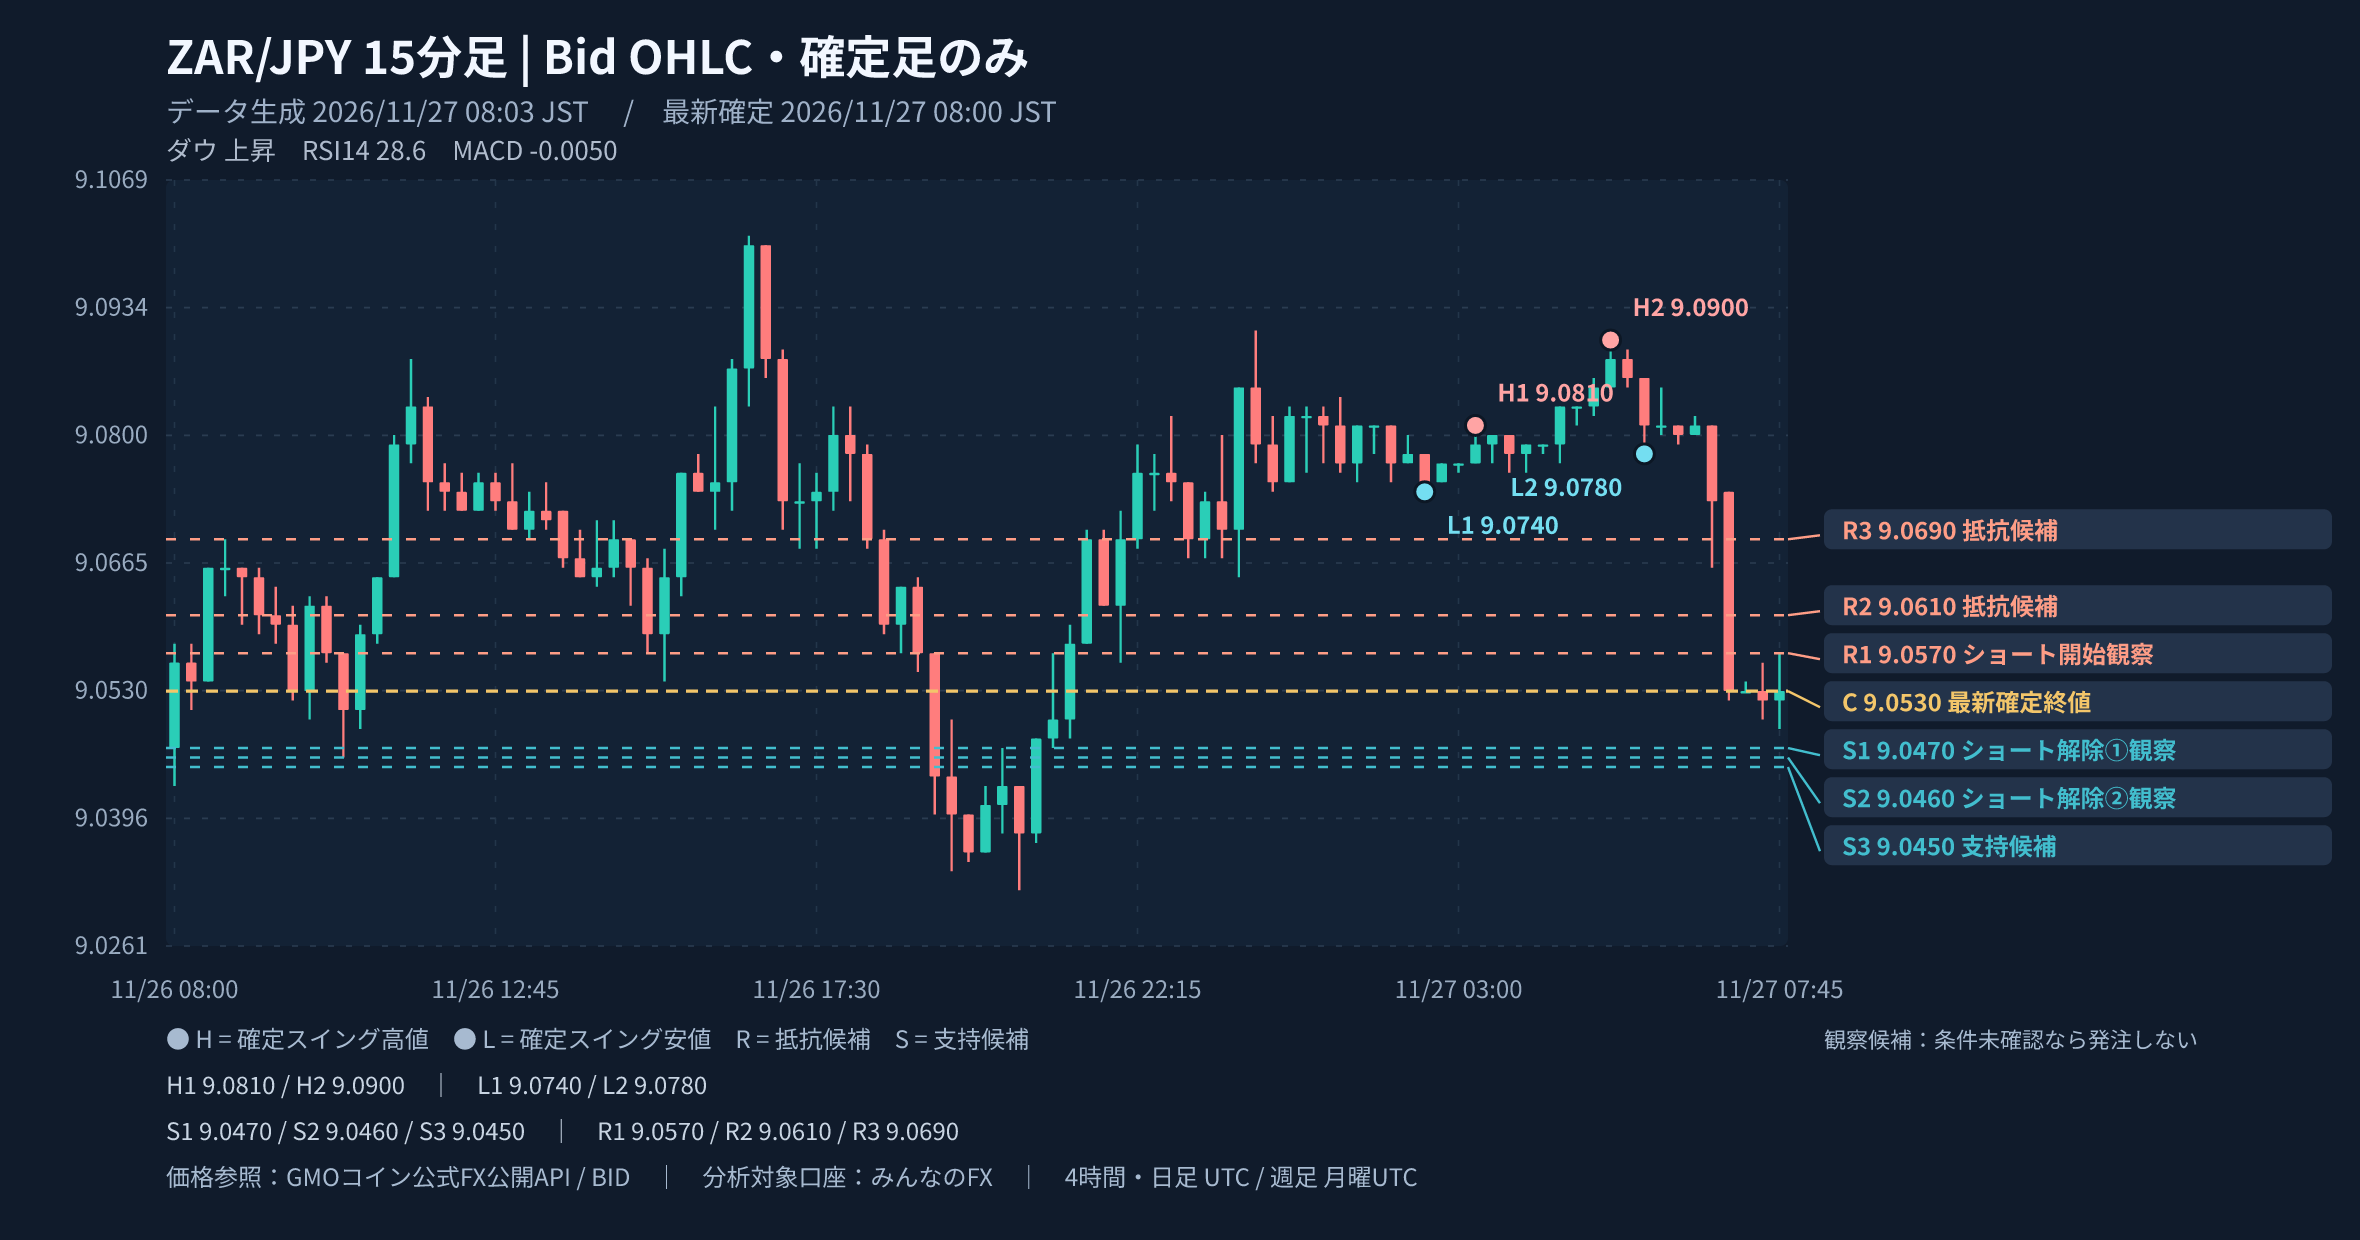 ZAR/JPY 15分足 | Bid OHLC・確定足のみ
データ生成 2026/11/27 08:03 JST / 最新確定 2026/11/27 08:00 JST
ダウ 上昇 RSI14 28.6 MACD -0.0050
9.1069
9.0934
9.0800
9.0665
9.0530
9.0396
9.0261
H2 9.0900
H1 9.0810
L2 9.0780
L1 9.0740
R3 9.0690 抵抗候補
R2 9.0610 抵抗候補
R1 9.0570 ショート開始観察
C 9.0530 最新確定終値
S1 9.0470 ショート解除①観察
S2 9.0460 ショート解除②観察
S3 9.0450 支持候補
11/26 08:00 11/26 12:45 11/26 17:30 11/26 22:15 11/27 03:00 11/27 07:45
H = 確定スイング高値 L = 確定スイング安値 R = 抵抗候補 S = 支持候補
観察候補：条件未確認なら発注しない
H1 9.0810 / H2 9.0900 ｜ L1 9.0740 / L2 9.0780
S1 9.0470 / S2 9.0460 / S3 9.0450 ｜ R1 9.0570 / R2 9.0610 / R3 9.0690
価格参照：GMOコイン公式FX公開API / BID ｜ 分析対象口座：みんなのFX ｜ 4時間・日足 UTC / 週足 月曜UTC